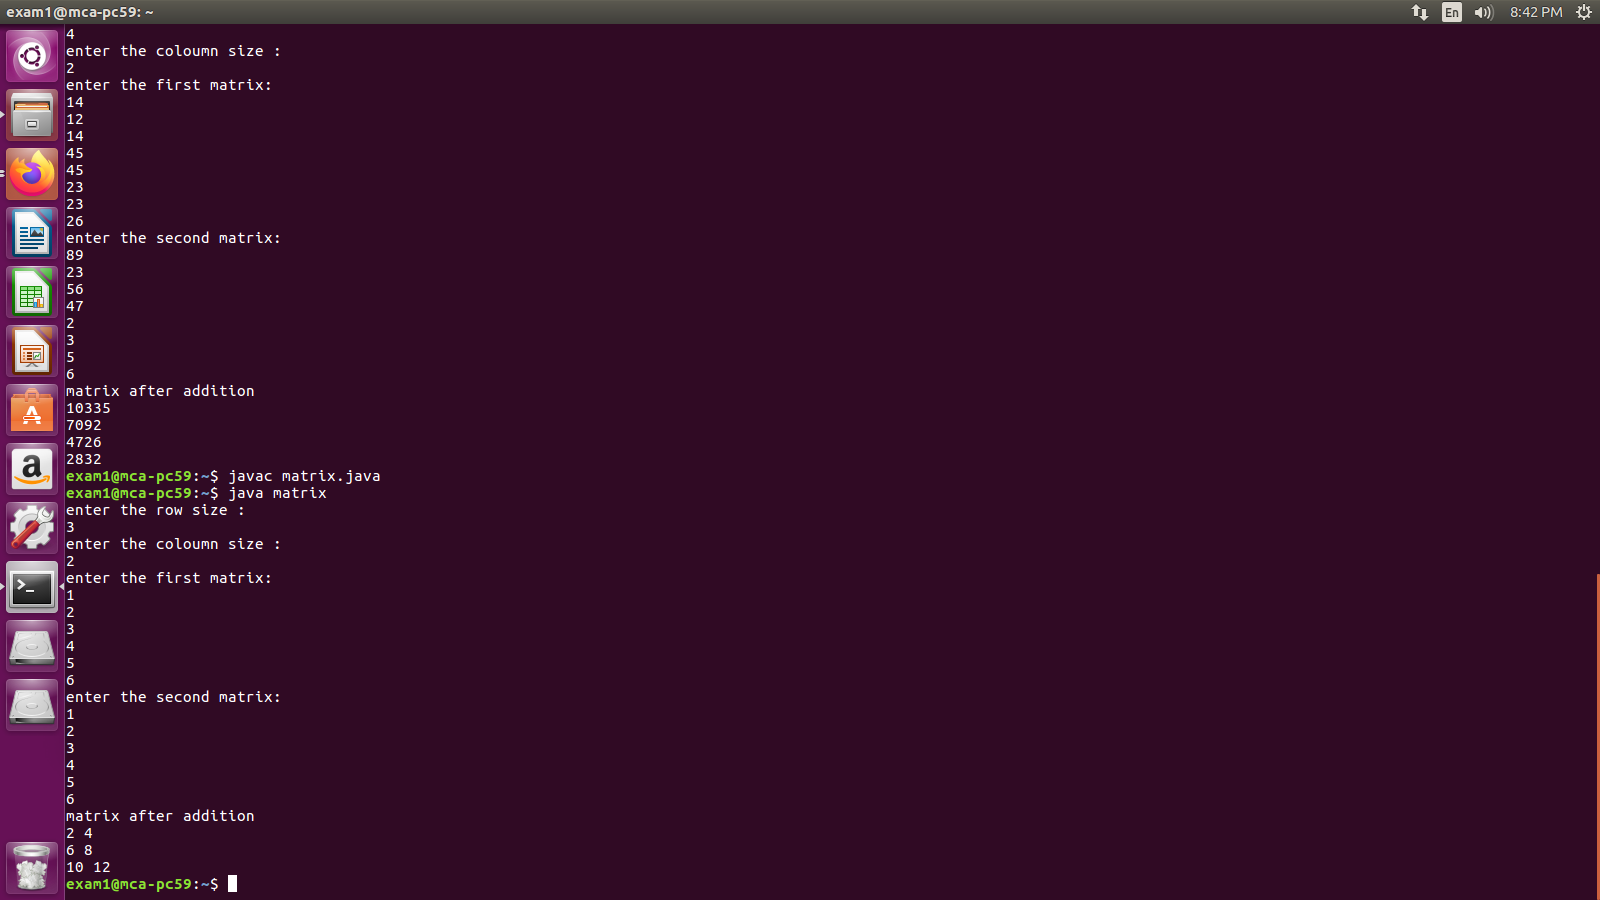 exam1@mca-pc59: ~
En
8:42 PM
4
enter the coloumn size :
2
enter the first matrix:
14
12
14
45
45
23
23
26
enter the second matrix:
89
23
56
47
2
3
5
6
matrix after addition
10335
7092
4726
2832
exam1@mca-pc59:~$ javac matrix.java
exam1@mca-pc59:~$ java matrix
enter the row size :
3
enter the coloumn size :
2
enter the first matrix:
1
2
3
4
5
6
enter the second matrix:
1
2
3
4
5
6
matrix after addition
2 4
6 8
10 12
exam1@mca-pc59:~$